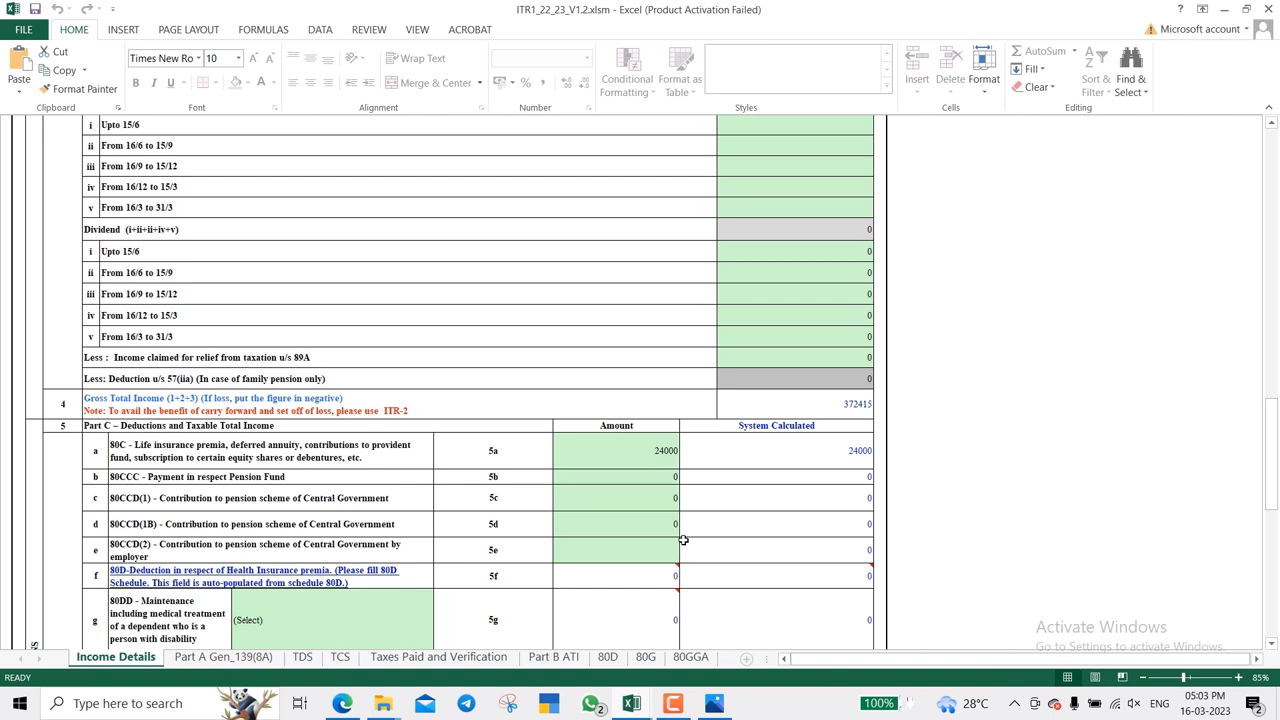 ITR1_22_23_V1.2.xlsm - Excel (Product Activation Failed)
FILE HOME INSERT PAGE LAYOUT FORMULAS DATA REVIEW VIEW ACROBAT Microsoft account
Paste
Cut
Copy
Format Painter
Clipboard
Times New Ro 10
B I U A
Font
Wrap Text
Merge & Center
Alignment
%
Number
Conditional Formatting
Format as Table
Styles
Insert Delete Format
Cells
AutoSum
Fill
Clear
Sort & Filter
Find & Select
Editing
i Upto 15/6
ii From 16/6 to 15/9
iii From 16/9 to 15/12
iv From 16/12 to 15/3
v From 16/3 to 31/3
Dividend (i+ii+ii+iv+v) 0
i Upto 15/6 0
ii From 16/6 to 15/9 0
iii From 16/9 to 15/12 0
iv From 16/12 to 15/3 0
v From 16/3 to 31/3 0
Less : Income claimed for relief from taxation u/s 89A 0
Less: Deduction u/s 57(iia) (In case of family pension only) 0
4 Gross Total Income (1+2+3) (If loss, put the figure in negative) 372415
Note: To avail the benefit of carry forward and set off of loss, please use ITR-2
5 Part C – Deductions and Taxable Total Income Amount System Calculated
a 80C - Life insurance premia, deferred annuity, contributions to provident 5a 24000 24000
fund, subscription to certain equity shares or debentures, etc.
b 80CCC - Payment in respect Pension Fund 5b 0 0
c 80CCD(1) - Contribution to pension scheme of Central Government 5c 0 0
d 80CCD(1B) - Contribution to pension scheme of Central Government 5d 0 0
e 80CCD(2) - Contribution to pension scheme of Central Government by 5e 0
employer
f 80D-Deduction in respect of Health Insurance premia. (Please fill 80D 5f 0 0
Schedule. This field is auto-populated from schedule 80D.)
g 80DD - Maintenance
including medical treatment
of a dependent who is a
person with disability
(Select) 5g 0 0
Activate Windows
Go to Settings to activate Windows.
Income Details Part A Gen_139(8A) TDS TCS Taxes Paid and Verification Part B ATI 80D 80G 80GGA
READY 85%
Type here to search
2
100%
28°C
ENG
05:03 PM
16-03-2023
2